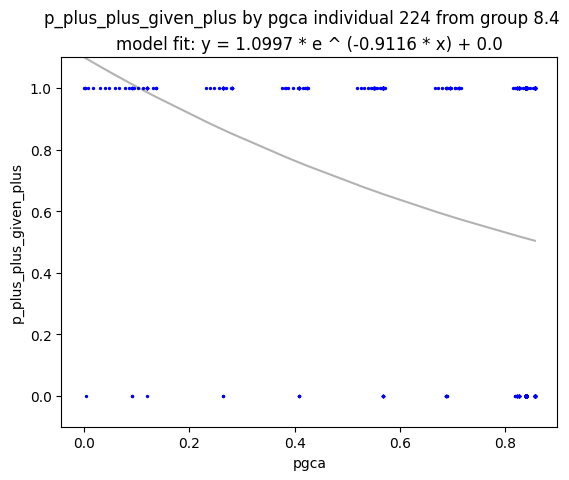 p_plus_plus_given_plus by pgca individual 224 from group 8.4
model fit: y = 1.0997 * e ^ (-0.9116 * x) + 0.0
p_plus_plus_given_plus
1.0
0.8
0.6
0.4
0.2
0.0
0.0 0.2 0.4 0.6 0.8
pgca